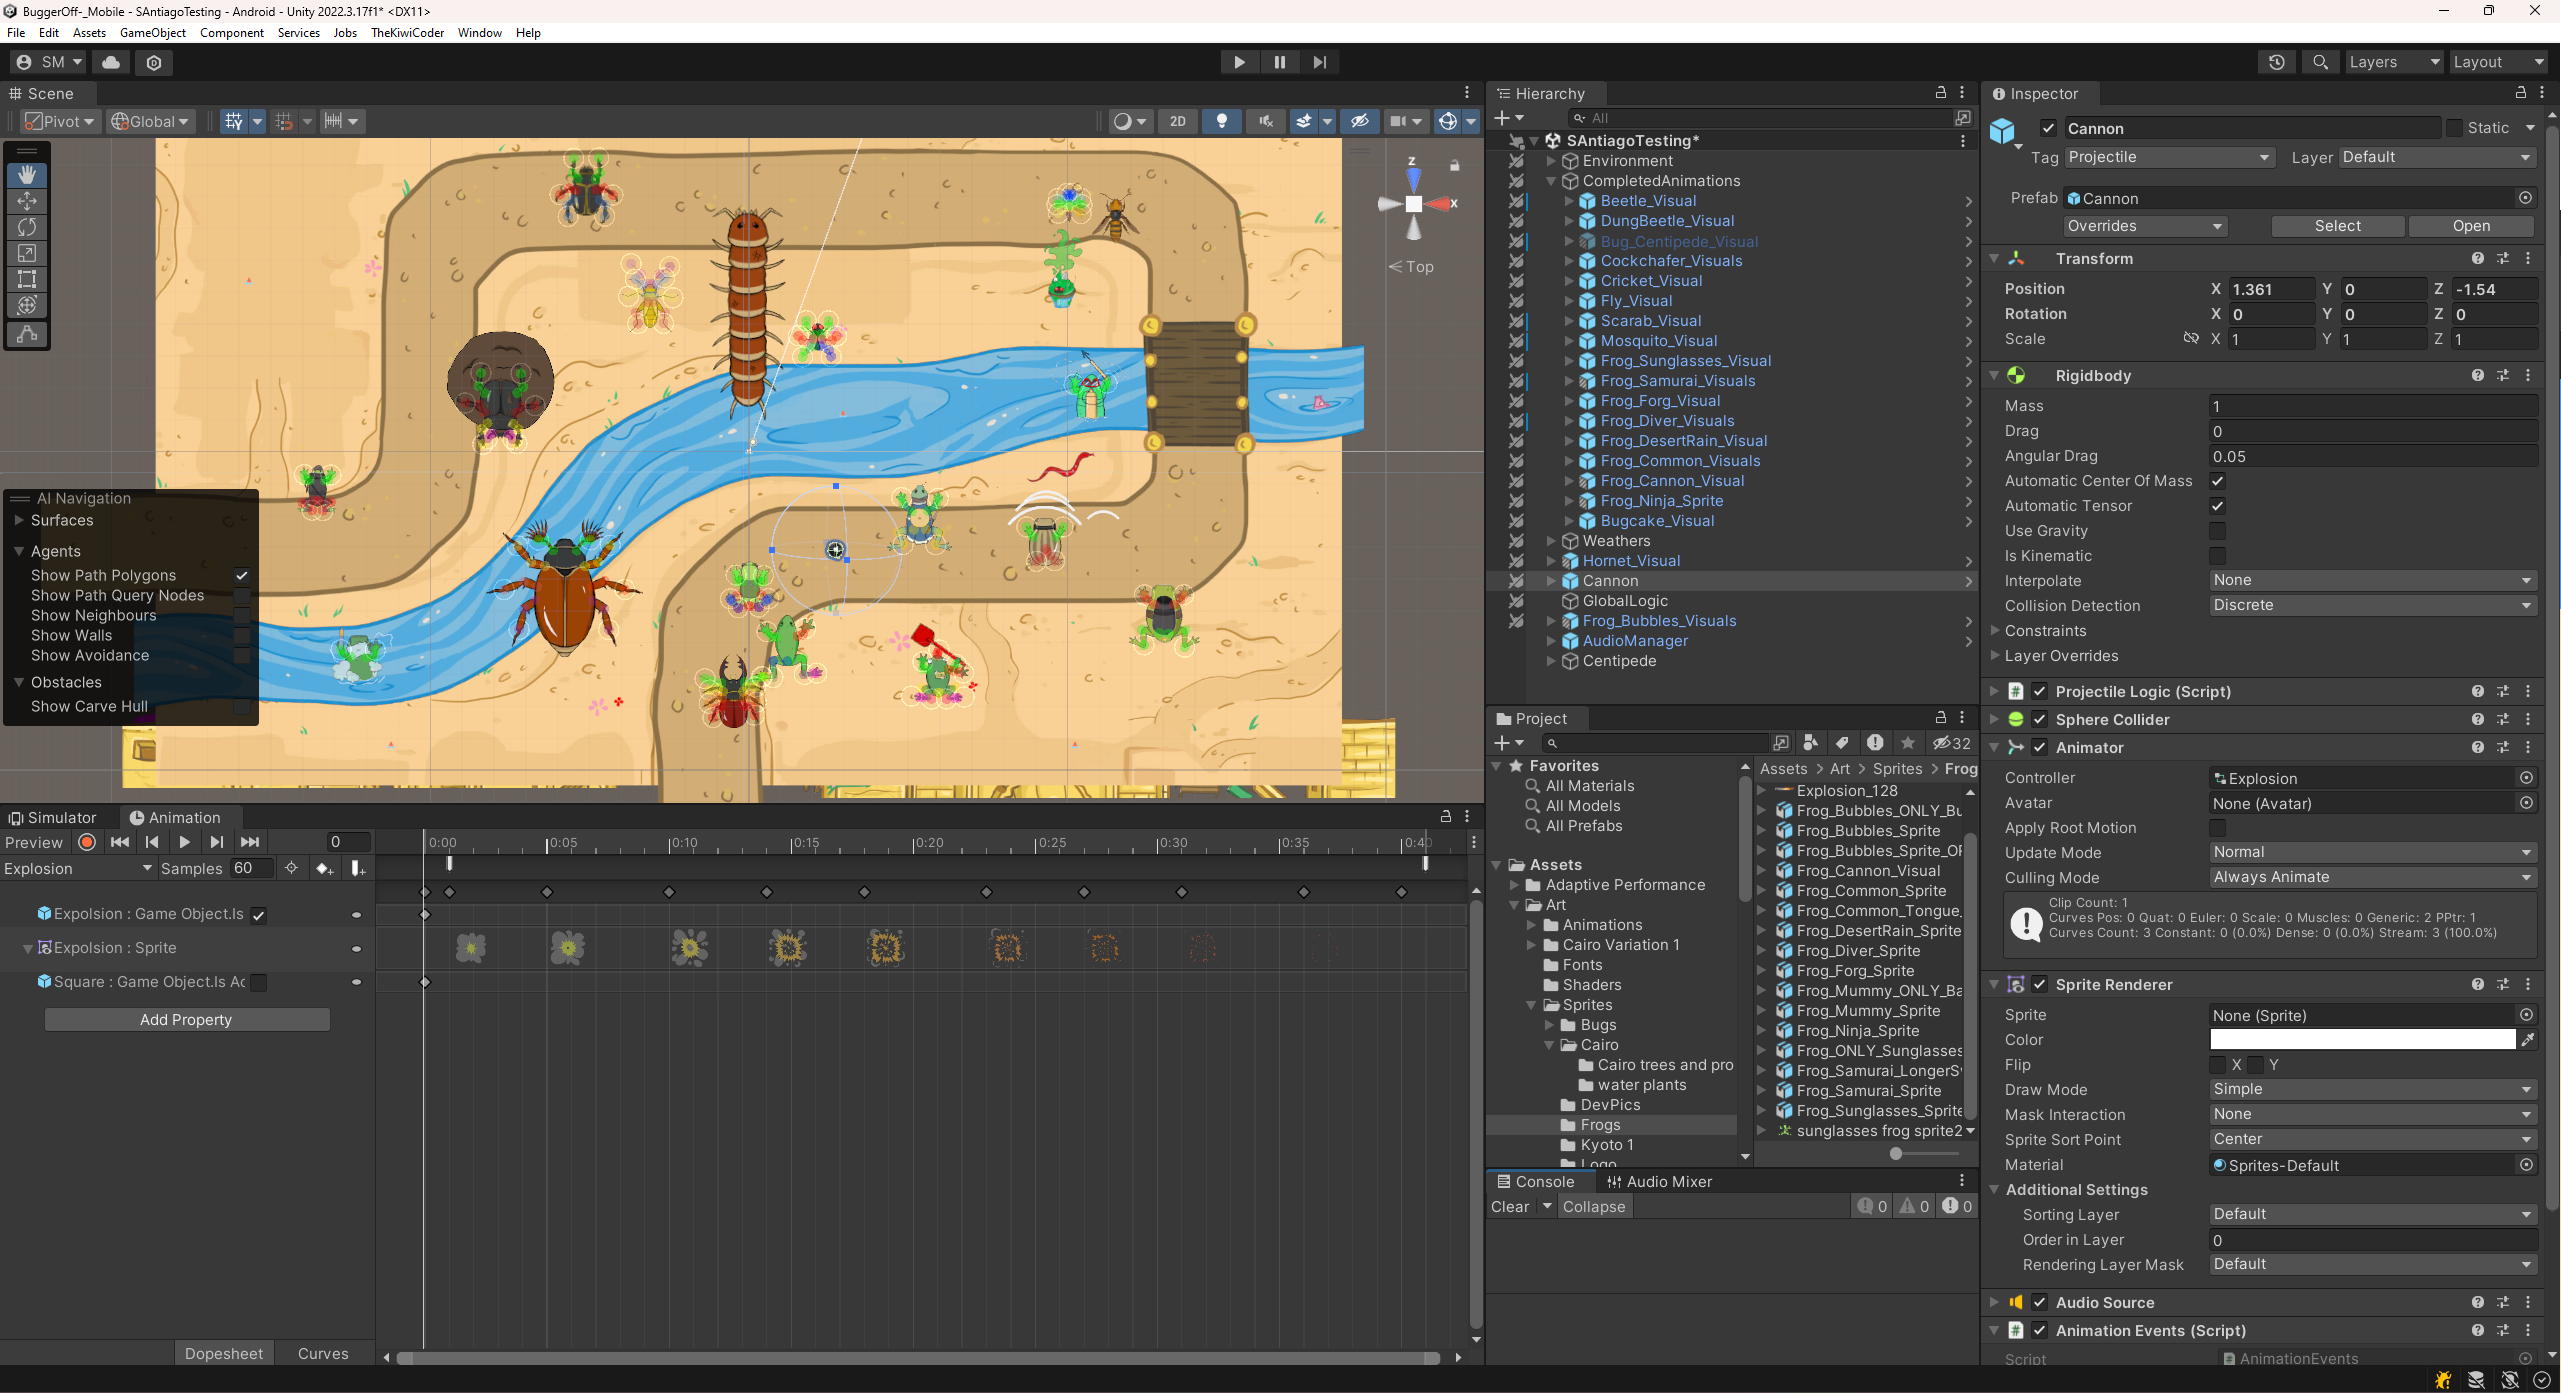 BuggerOff-_Mobile - SAntiagoTesting - Android - Unity 2022.3.17f1* <DX11>
File Edit Assets GameObject Component Services Jobs TheKiwiCoder Window Help
SM
Layers
Layout
Scene
Pivot
Global
2D
z
x
Top
AI Navigation
Surfaces
Agents
Show Path Polygons
Show Path Query Nodes
Show Neighbours
Show Walls
Show Avoidance
Obstacles
Show Carve Hull
Simulator
Animation
Preview
0
0:00 0:05 0:10 0:15 0:20 0:25 0:30 0:35 0:40
Explosion
Samples 60
Expolsion : Game Object.Is
Expolsion : Sprite
Square : Game Object.Is Ac
Add Property
Dopesheet
Curves
Hierarchy
All
SAntiagoTesting*
Environment
CompletedAnimations
Beetle_Visual
DungBeetle_Visual
Bug_Centipede_Visual
Cockchafer_Visuals
Cricket_Visual
Fly_Visual
Scarab_Visual
Mosquito_Visual
Frog_Sunglasses_Visual
Frog_Samurai_Visuals
Frog_Forg_Visual
Frog_Diver_Visuals
Frog_DesertRain_Visual
Frog_Common_Visuals
Frog_Cannon_Visual
Frog_Ninja_Sprite
Bugcake_Visual
Weathers
Hornet_Visual
Cannon
GlobalLogic
Frog_Bubbles_Visuals
AudioManager
Centipede
Project
32
Favorites
All Materials
All Models
All Prefabs
Assets
Adaptive Performance
Art
Animations
Cairo Variation 1
Fonts
Shaders
Sprites
Bugs
Cairo
Cairo trees and pro
water plants
DevPics
Frogs
Kyoto 1
Logo
Assets > Art > Sprites > Frog
Explosion_128
Frog_Bubbles_ONLY_Bu
Frog_Bubbles_Sprite
Frog_Bubbles_Sprite_OF
Frog_Cannon_Visual
Frog_Common_Sprite
Frog_Common_Tongue_
Frog_DesertRain_Sprite
Frog_Diver_Sprite
Frog_Forg_Sprite
Frog_Mummy_ONLY_Ba
Frog_Mummy_Sprite
Frog_Ninja_Sprite
Frog_ONLY_Sunglasses
Frog_Samurai_LongerS
Frog_Samurai_Sprite
Frog_Sunglasses_Sprite
sunglasses frog sprite2
Console
Audio Mixer
Clear
Collapse
0 0 0
Inspector
Cannon
Static
Tag Projectile
Layer Default
Prefab Cannon
Overrides
Select
Open
Transform
Position X 1.361 Y 0 Z -1.54
Rotation X 0 Y 0 Z 0
Scale X 1 Y 1 Z 1
Rigidbody
Mass 1
Drag 0
Angular Drag 0.05
Automatic Center Of Mass
Automatic Tensor
Use Gravity
Is Kinematic
Interpolate None
Collision Detection Discrete
Constraints
Layer Overrides
Projectile Logic (Script)
Sphere Collider
Animator
Controller Explosion
Avatar None (Avatar)
Apply Root Motion
Update Mode Normal
Culling Mode Always Animate
Clip Count: 1
Curves Pos: 0 Quat: 0 Euler: 0 Scale: 0 Muscles: 0 Generic: 2 PPtr: 1
Curves Count: 3 Constant: 0 (0.0%) Dense: 0 (0.0%) Stream: 3 (100.0%)
Sprite Renderer
Sprite None (Sprite)
Color
Flip X Y
Draw Mode Simple
Mask Interaction None
Sprite Sort Point Center
Material Sprites-Default
Additional Settings
Sorting Layer Default
Order in Layer 0
Rendering Layer Mask Default
Audio Source
Animation Events (Script)
Script AnimationEvents